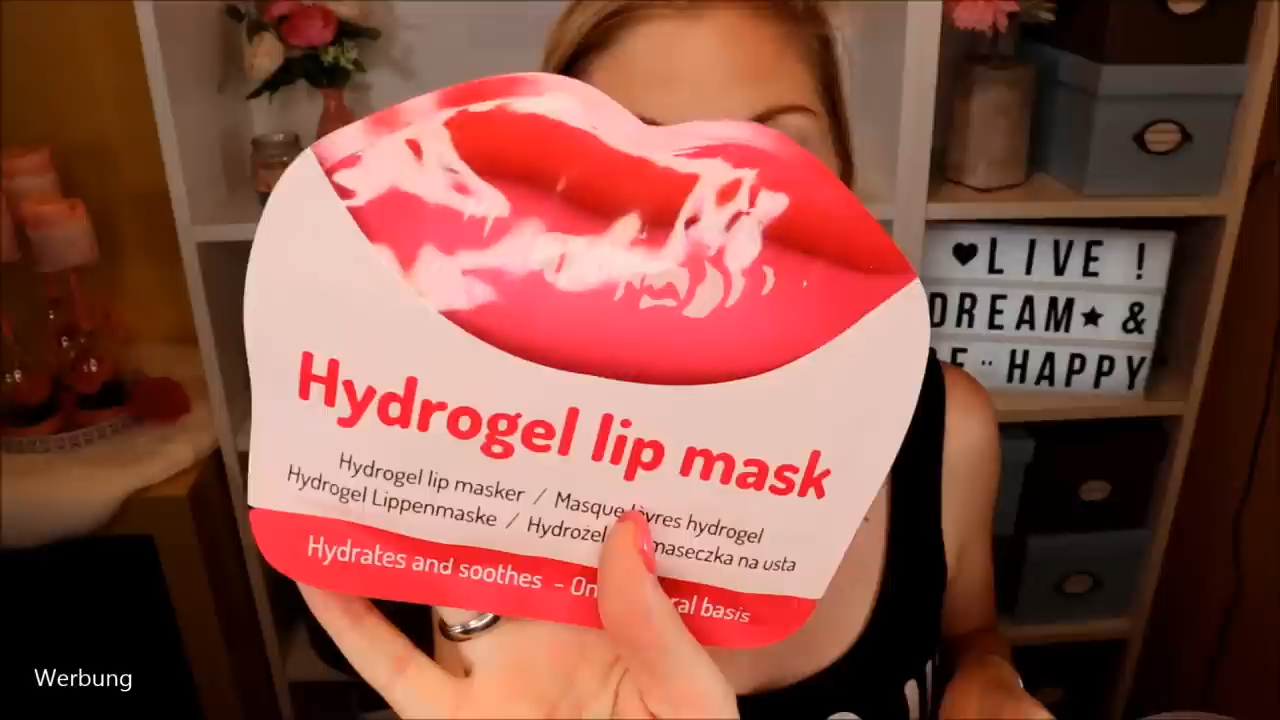 Hydrogel lip mask
Hydrogel lip masker / Masque lèvres hydrogel
Hydrogel Lippenmaske / maseczka na usta
Hydrates and soothes - basis
LIVE !
DREAM ★ &
HAPPY
Werbung